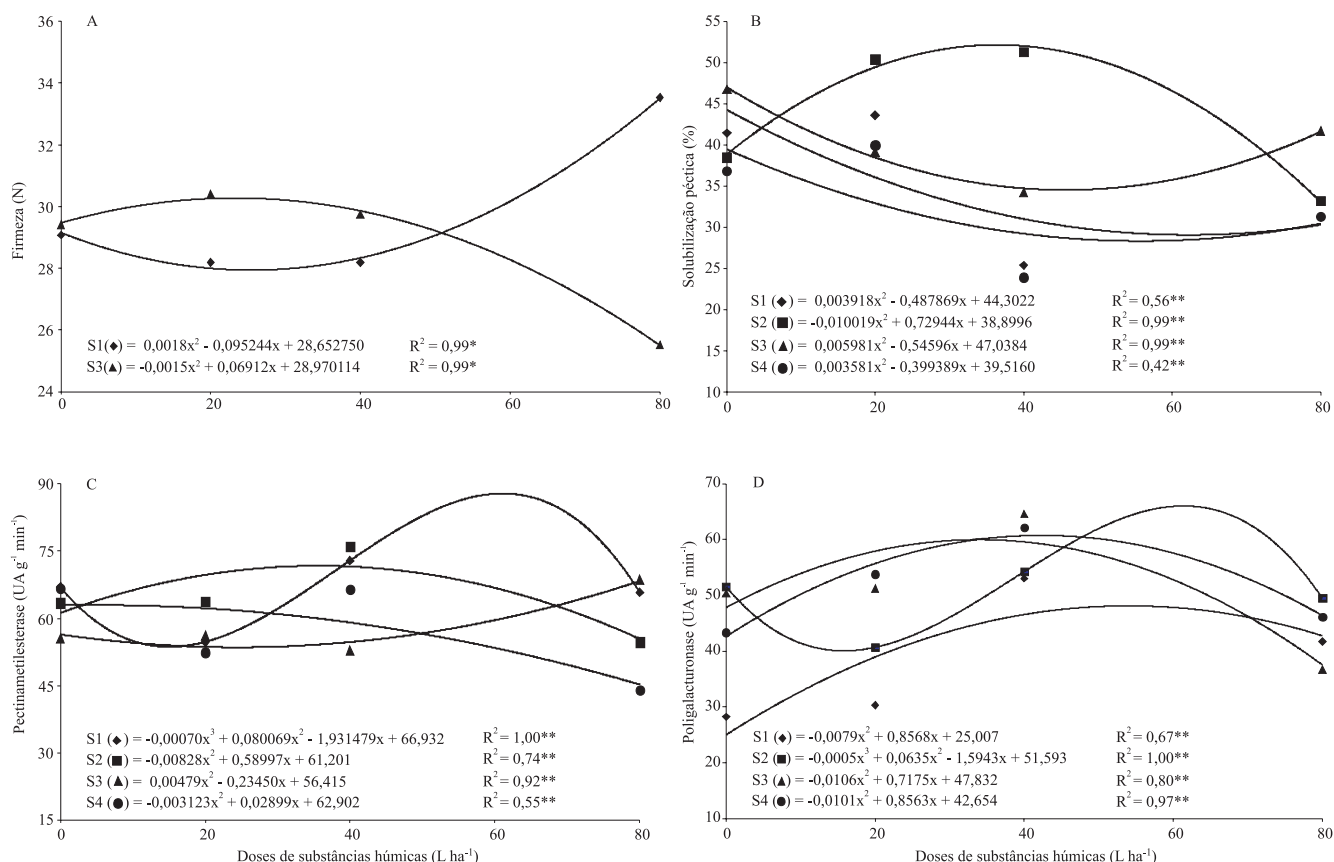 A
Firmeza (N)
36
34
32
30
28
26
24
S1(◆) = 0,0018x² - 0,095244x + 28,652750 R² = 0,99*
S3(▲) = -0,0015x² + 0,06912x + 28,970114 R² = 0,99*
0 20 40 60 80
B
Solubilização péctica (%)
55
50
45
40
35
30
25
20
15
10
S1 (◆) = 0,003918x² - 0,487869x + 44,3022 R² = 0,56**
S2 (■) = -0,010019x² + 0,72944x + 38,8996 R² = 0,99**
S3 (▲) = 0,005981x² - 0,54596x + 47,0384 R² = 0,99**
S4 (●) = 0,003581x² - 0,399389x + 39,5160 R² = 0,42**
0 20 40 60 80
C
Pectinametilesterase (UA g⁻¹ min⁻¹)
90
75
60
45
30
15
S1 (◆) = -0,00070x³ + 0,080069x² - 1,931479x + 66,932 R² = 1,00**
S2 (■) = -0,00828x² + 0,58997x + 61,201 R² = 0,74**
S3 (▲) = 0,00479x² - 0,23450x + 56,415 R² = 0,92**
S4 (●) = -0,003123x² + 0,02899x + 62,902 R² = 0,55**
0 20 40 60 80
Doses de substâncias húmicas (L ha⁻¹)
D
Poligalacturonase (UA g⁻¹ min⁻¹)
70
60
50
40
30
20
10
S1 (◆) = -0,0079x² + 0,8568x + 25,007 R² = 0,67**
S2 (■) = -0,0005x³ + 0,0635x² - 1,5943x + 51,593 R² = 1,00**
S3 (▲) = -0,0106x² + 0,7175x + 47,832 R² = 0,80**
S4 (●) = -0,0101x² + 0,8563x + 42,654 R² = 0,97**
0 20 40 60 80
Doses de substâncias húmicas (L ha⁻¹)